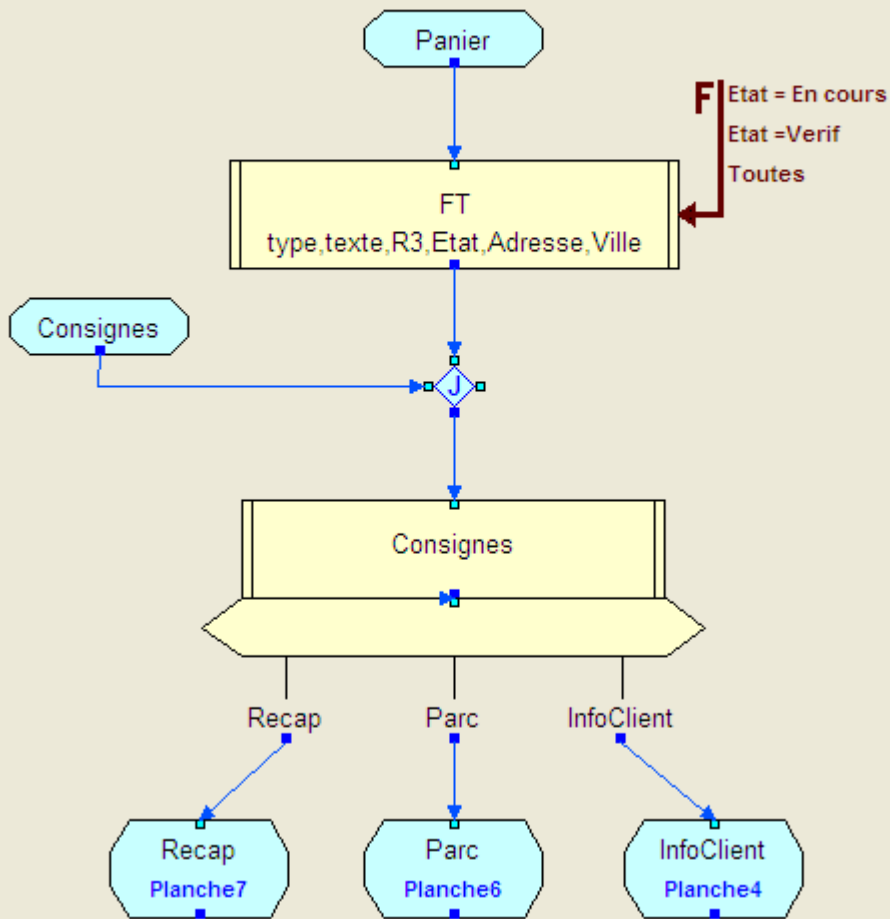 Panier
F
Etat = En cours
Etat =Verif
Toutes
FT
type,texte,R3,Etat,Adresse,Ville
Consignes
J
Consignes
Recap Parc InfoClient
Recap Parc InfoClient
Planche7 Planche6 Planche4